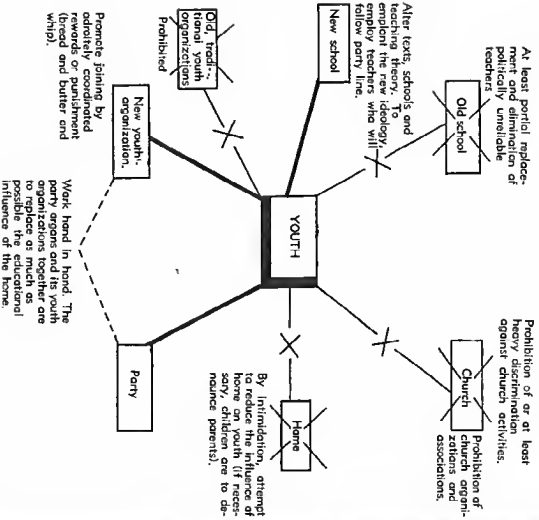 At least partial replace-
ment and elimination of
politically unreliable
teachers
Old school
Prohibition of ar at least
heavy discrimination
against church activities.
Church
Prohibition of
church organi-
zations and
associations.
Alter texts, schools and
teaching theory. To
emplant the new ideology,
employ teachers who will
follow party line.
New school
YOUTH
Home
By intimidation, attempt
to reduce the influence of
home an youth (if neces-
sary, children are to de-
nounce parents).
Old, tradi-
tianal youth
organizations
Prohibited
New youth-
organization.
Party
Promote joining by
adroitely coordinated
rewards or punishment
(bread and butter and
whip).
Work hand in hand. The
party organs and its youth
organizations together are
to replace as much as
possible the educational
influence of the home.